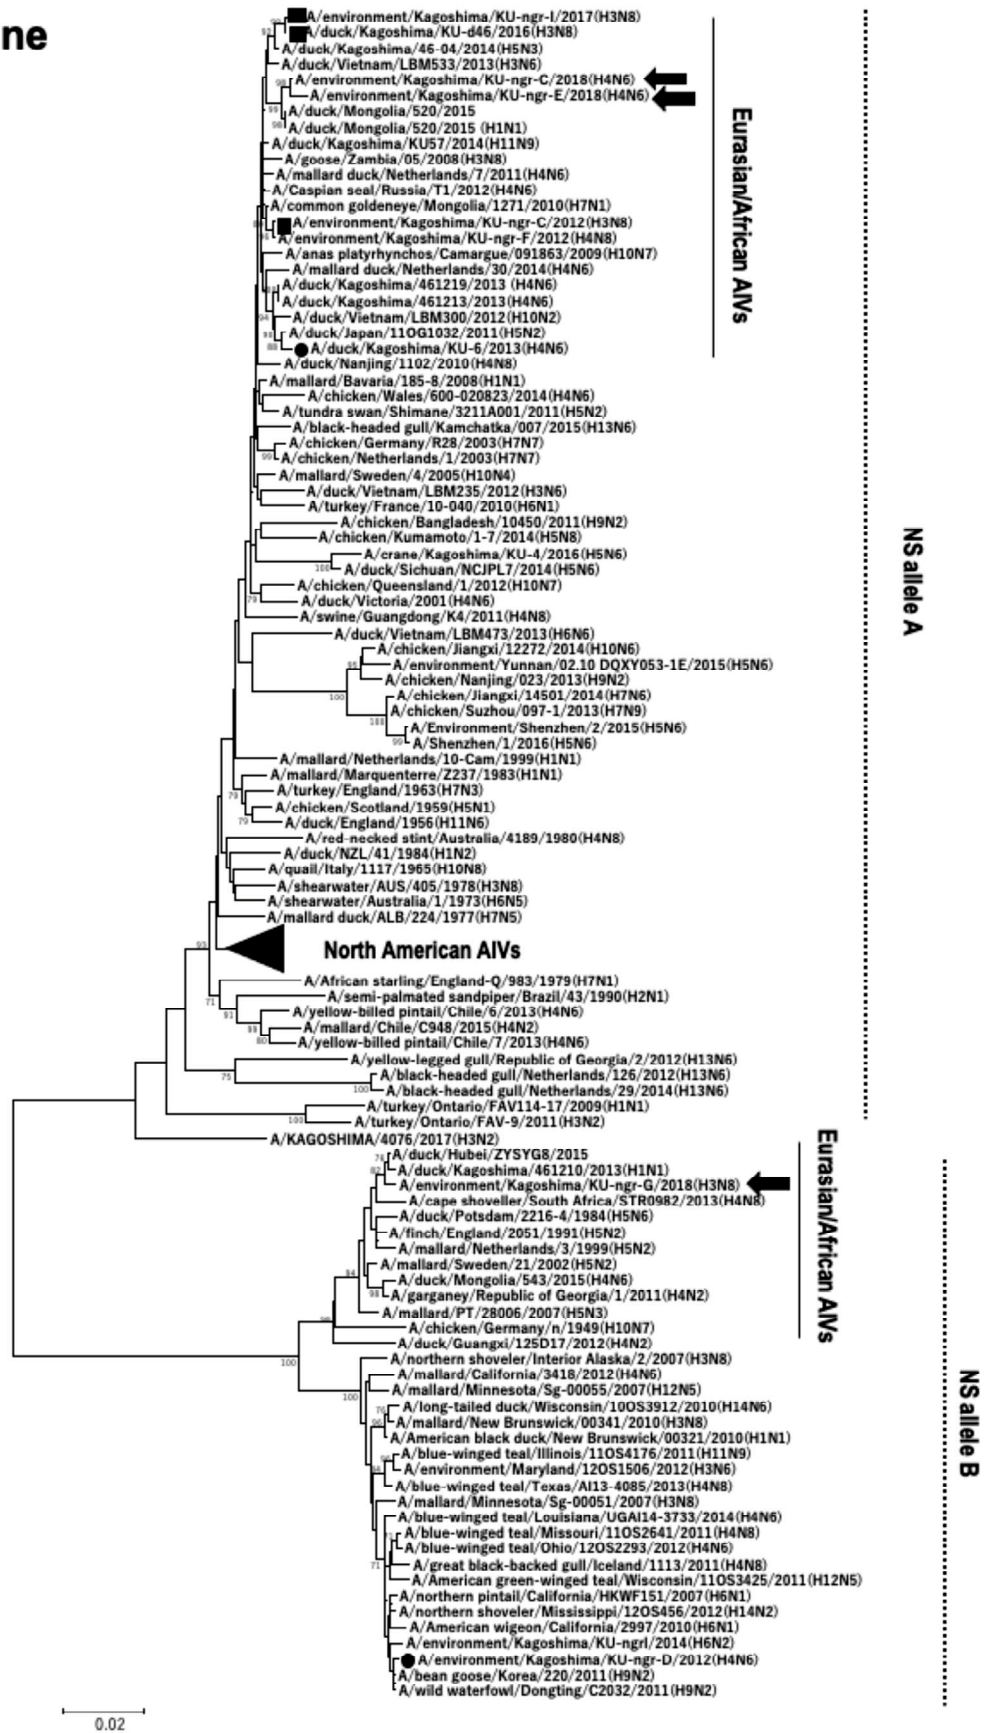 ne
A/environment/Kagoshima/KU-ngr-I/2017(H3N8)
A/duck/Kagoshima/KU-d46/2016(H3N8)
A/duck/Kagoshima/46-04/2014(H5N3)
A/duck/Vietnam/LBM533/2013(H3N6)
A/environment/Kagoshima/KU-ngr-C/2018(H4N6)
A/environment/Kagoshima/KU-ngr-E/2018(H4N6)
A/duck/Mongolia/520/2015
A/duck/Mongolia/520/2015 (H1N1)
A/duck/Kagoshima/KU57/2014(H11N9)
A/goose/Zambia/05/2008(H3N8)
A/mallard duck/Netherlands/7/2011(H4N6)
A/Caspian seal/Russia/T1/2012(H4N6)
A/common goldeneye/Mongolia/1271/2010(H7N1)
A/environment/Kagoshima/KU-ngr-C/2012(H3N8)
A/environment/Kagoshima/KU-ngr-F/2012(H4N8)
A/anas platyrhynchos/Camargue/091863/2009(H10N7)
A/mallard duck/Netherlands/30/2014(H4N6)
A/duck/Kagoshima/461219/2013 (H4N6)
A/duck/Kagoshima/461213/2013(H4N6)
A/duck/Vietnam/LBM300/2012(H10N2)
A/duck/Japan/11OG1032/2011(H5N2)
A/duck/Kagoshima/KU-6/2013(H4N6)
A/duck/Nanjing/1102/2010(H4N8)
Eurasian/African AIVs
A/mallard/Bavaria/185-8/2008(H1N1)
A/chicken/Wales/600-020823/2014(H4N6)
A/tundra swan/Shimane/3211A001/2011(H5N2)
A/black-headed gull/Kamchatka/007/2015(H13N6)
A/chicken/Germany/R28/2003(H7N7)
A/chicken/Netherlands/1/2003(H7N7)
A/mallard/Sweden/4/2005(H10N4)
A/duck/Vietnam/LBM235/2012(H3N6)
A/turkey/France/10-040/2010(H6N1)
A/chicken/Bangladesh/10450/2011(H9N2)
A/chicken/Kumamoto/1-7/2014(H5N8)
A/crane/Kagoshima/KU-4/2016(H5N6)
A/duck/Sichuan/NCJPL7/2014(H5N6)
A/chicken/Queensland/1/2012(H10N7)
A/duck/Victoria/2001(H4N6)
A/swine/Guangdong/K4/2011(H4N8)
A/duck/Vietnam/LBM473/2013(H6N6)
A/chicken/Jiangxi/12272/2014(H10N6)
A/environment/Yunnan/02.10 DQXY053-1E/2015(H5N6)
A/chicken/Nanjing/023/2013(H9N2)
A/chicken/Jiangxi/14501/2014(H7N6)
A/chicken/Suzhou/097-1/2013(H7N9)
A/Environment/Shenzhen/2/2015(H5N6)
A/Shenzhen/1/2016(H5N6)
A/mallard/Netherlands/10-Cam/1999(H1N1)
A/mallard/Marquenterre/Z237/1983(H1N1)
A/turkey/England/1963(H7N3)
A/chicken/Scotland/1959(H5N1)
A/duck/England/1956(H11N6)
A/red-necked stint/Australia/4189/1980(H4N8)
A/duck/NZL/41/1984(H1N2)
A/quail/Italy/1117/1965(H10N8)
A/shearwater/AUS/405/1978(H3N8)
A/shearwater/Australia/1/1973(H6N5)
A/mallard duck/ALB/224/1977(H7N5)
North American AIVs
A/African starling/England-Q/983/1979(H7N1)
A/semi-palmated sandpiper/Brazil/43/1990(H2N1)
A/yellow-billed pintail/Chile/6/2013(H4N6)
A/mallard/Chile/C948/2015(H4N2)
A/yellow-billed pintail/Chile/7/2013(H4N6)
A/yellow-legged gull/Republic of Georgia/2/2012(H13N6)
A/black-headed gull/Netherlands/126/2012(H13N6)
A/black-headed gull/Netherlands/29/2014(H13N6)
A/turkey/Ontario/FAV114-17/2009(H1N1)
A/turkey/Ontario/FAV-9/2011(H3N2)
NS allele A
A/KAGOSHIMA/4076/2017(H3N2)
A/duck/Hubei/ZYSYG8/2015
A/duck/Kagoshima/461210/2013(H1N1)
A/environment/Kagoshima/KU-ngr-G/2018(H3N8)
A/cape shoveller/South Africa/STR0982/2013(H4N8)
A/duck/Potsdam/2216-4/1984(H5N6)
A/finch/England/2051/1991(H5N2)
A/mallard/Netherlands/3/1999(H5N2)
A/mallard/Sweden/21/2002(H5N2)
A/duck/Mongolia/543/2015(H4N6)
A/garganey/Republic of Georgia/1/2011(H4N2)
A/mallard/PT/28006/2007(H5N3)
A/chicken/Germany/n/1949(H10N7)
A/duck/Guangxi/125D17/2012(H4N2)
Eurasian/African AIVs
A/northern shoveler/Interior Alaska/2/2007(H3N8)
A/mallard/California/3418/2012(H4N6)
A/mallard/Minnesota/Sg-00055/2007(H12N5)
A/long-tailed duck/Wisconsin/10OS3912/2010(H14N6)
A/mallard/New Brunswick/00341/2010(H3N8)
A/American black duck/New Brunswick/00321/2010(H1N1)
A/blue-winged teal/Illinois/11OS4176/2011(H11N9)
A/environment/Maryland/12OS1506/2012(H3N6)
A/blue-winged teal/Texas/AI13-4085/2013(H4N8)
A/mallard/Minnesota/Sg-00051/2007(H3N8)
A/blue-winged teal/Louisiana/UGAI14-3733/2014(H4N6)
A/blue-winged teal/Missouri/11OS2641/2011(H4N8)
A/blue-winged teal/Ohio/12OS2293/2012(H4N6)
A/great black-backed gull/Iceland/1113/2011(H4N8)
A/American green-winged teal/Wisconsin/11OS3425/2011(H12N5)
A/northern pintail/California/HKWF151/2007(H6N1)
A/northern shoveler/Mississippi/12OS456/2012(H14N2)
A/American wigeon/California/2997/2010(H6N1)
A/environment/Kagoshima/KU-ngrI/2014(H6N2)
A/environment/Kagoshima/KU-ngr-D/2012(H4N6)
A/bean goose/Korea/220/2011(H9N2)
A/wild waterfowl/Dongting/C2032/2011(H9N2)
NS allele B
0.02